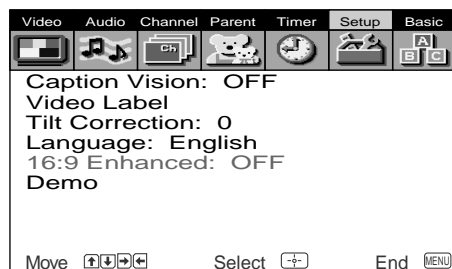 Video Audio Channel Parent Timer Setup Basic
Ch A B C
Caption Vision: OFF
Video Label
Tilt Correction: 0
Language: English
16:9 Enhanced: OFF
Demo
Move Select End MENU